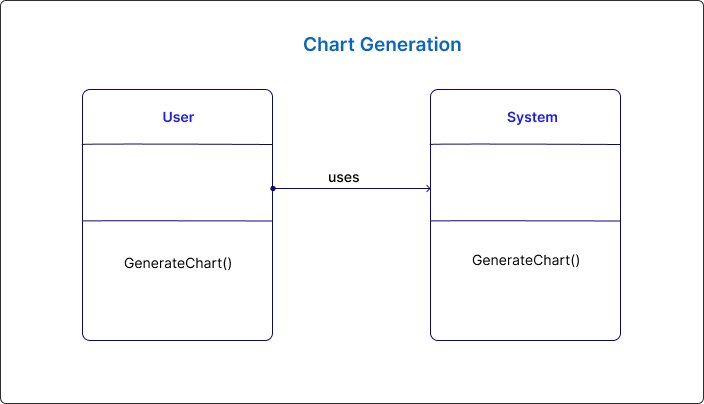 Chart Generation
User
System
uses
GenerateChart()
GenerateChart()